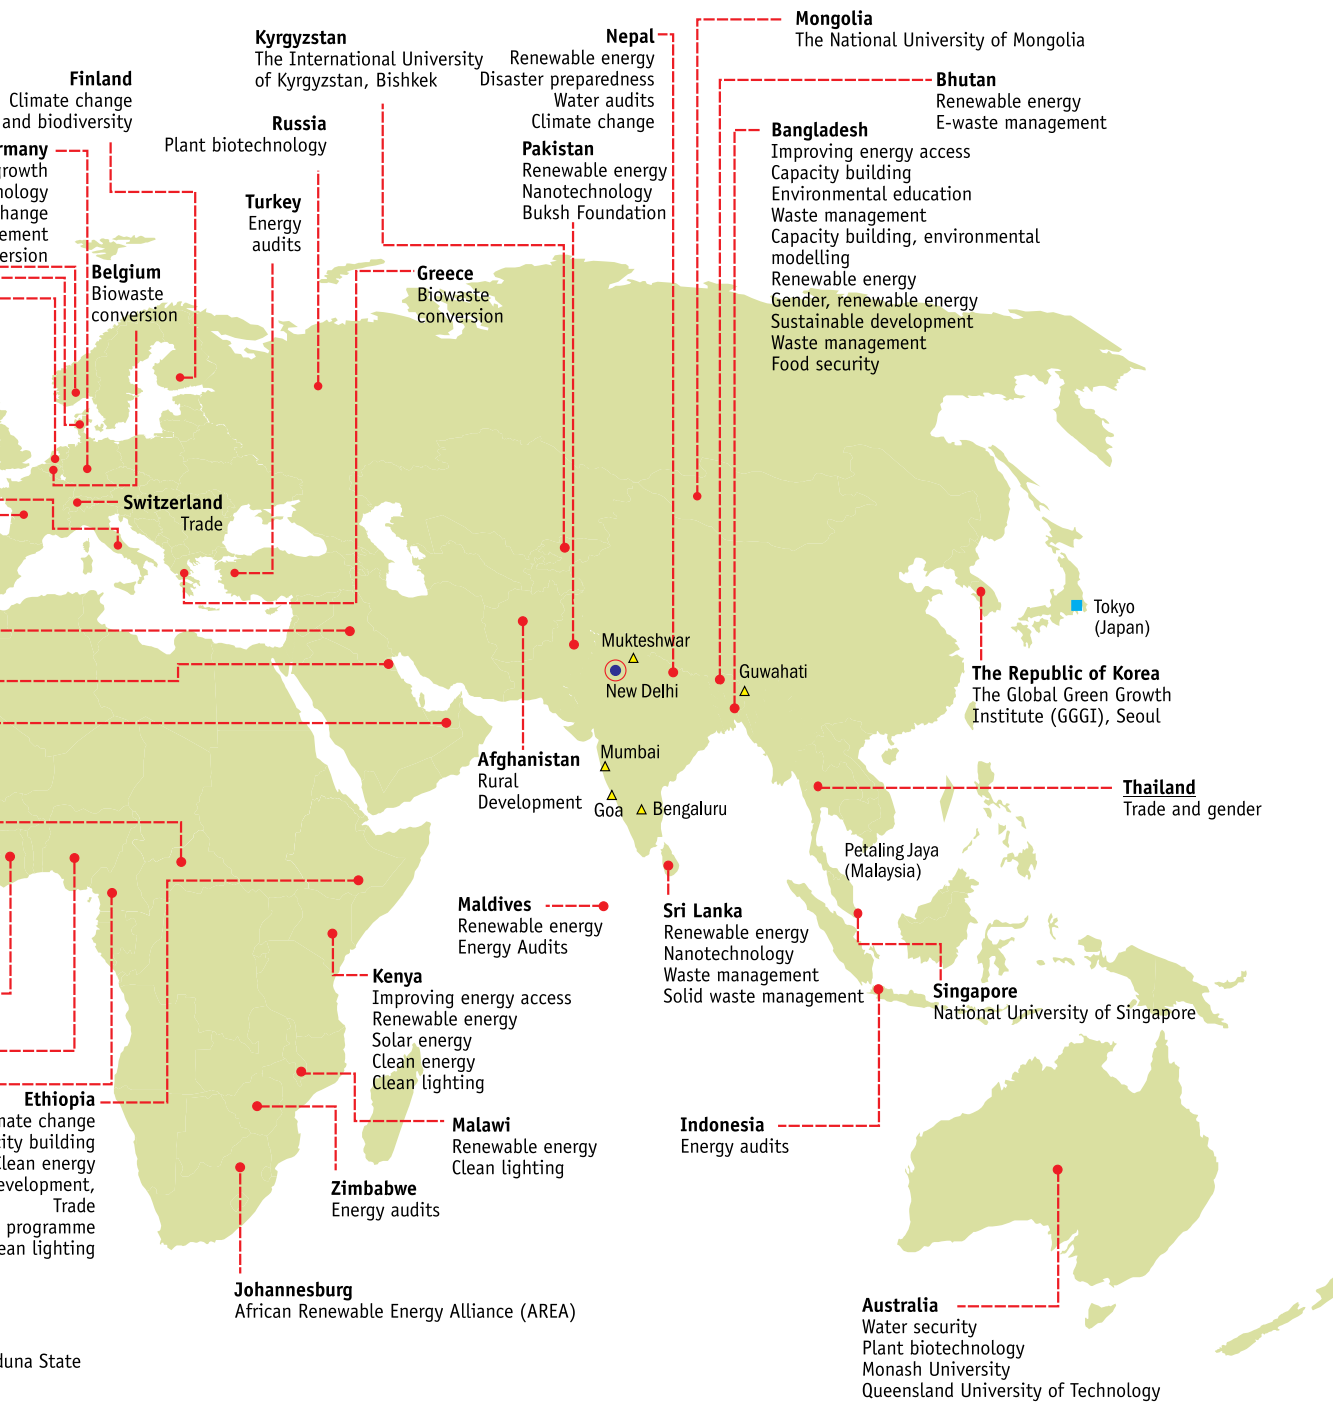 Mongolia
The National University of Mongolia
Kyrgyzstan
The International University
of Kyrgyzstan, Bishkek
Nepal
Renewable energy
Disaster preparedness
Water audits
Climate change
Finland
Climate change
and biodiversity
Bhutan
Renewable energy
E-waste management
Russia
Plant biotechnology
Bangladesh
Improving energy access
Capacity building
Environmental education
Waste management
Capacity building, environmental
modelling
Renewable energy
Gender, renewable energy
Sustainable development
Waste management
Food security
rmany
growth
nology
hange
ement
ersion
Pakistan
Renewable energy
Nanotechnology
Buksh Foundation
Turkey
Energy
audits
Belgium
Biowaste
conversion
Greece
Biowaste
conversion
Switzerland
Trade
Tokyo
(Japan)
Mukteshwar
New Delhi
Guwahati
The Republic of Korea
The Global Green Growth
Institute (GGGI), Seoul
Afghanistan
Rural
Development
Mumbai
Goa
Bengaluru
Thailand
Trade and gender
Petaling Jaya
(Malaysia)
Maldives
Renewable energy
Energy Audits
Sri Lanka
Renewable energy
Nanotechnology
Waste management
Solid waste management
Singapore
National University of Singapore
Kenya
Improving energy access
Renewable energy
Solar energy
Clean energy
Clean lighting
Ethiopia
mate change
city building
Clean energy
evelopment,
Trade
programme
ean lighting
Malawi
Renewable energy
Clean lighting
Indonesia
Energy audits
Zimbabwe
Energy audits
Johannesburg
African Renewable Energy Alliance (AREA)
Australia
Water security
Plant biotechnology
Monash University
Queensland University of Technology
duna State